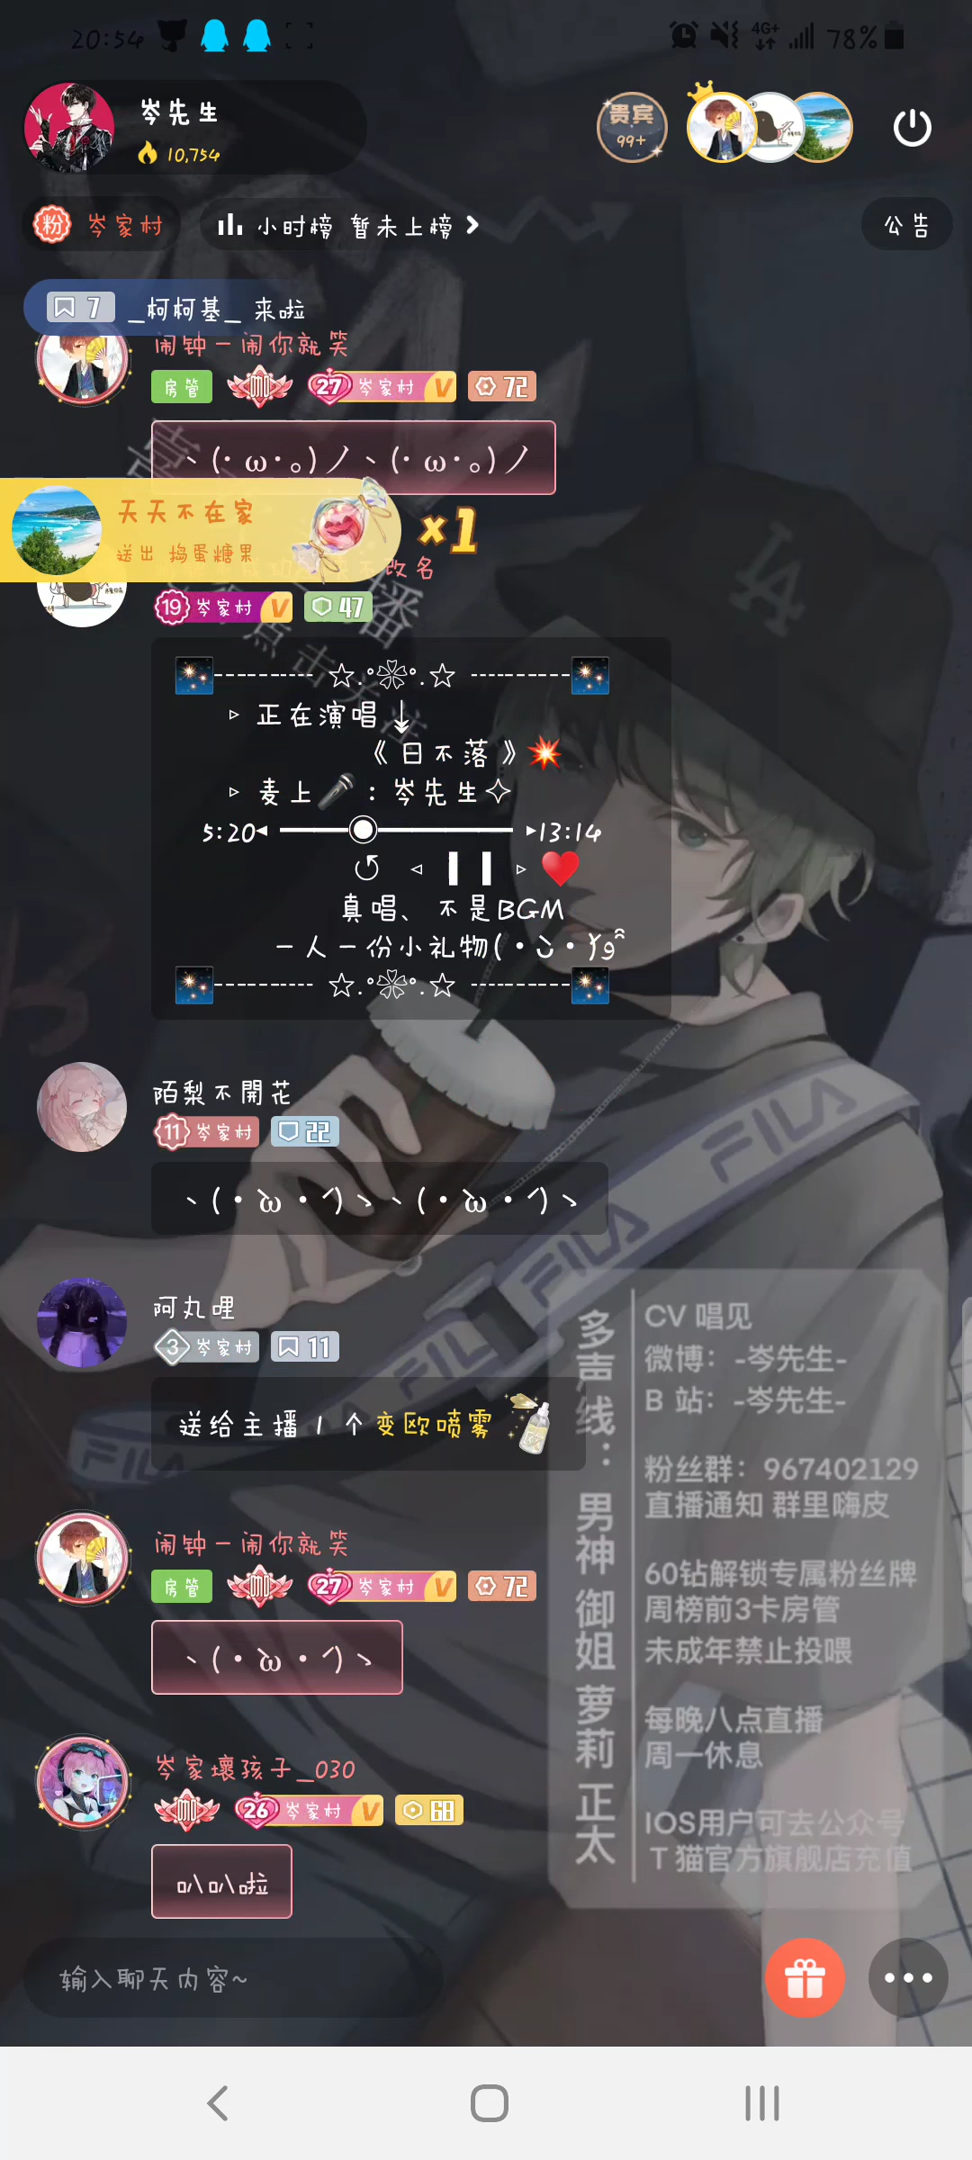 20:54
4G+
78%
岑先生
10,754
贵宾
99+
粉 岑家村
小时榜 暂未上榜
公告
7 _柯柯基_ 来啦
闹钟一闹你就笑
房管 27 岑家村 V 72
ヽ(･ω･｡)ノヽ(･ω･｡)ノ
天天不在家
送出 捣蛋糖果
×1
改名
19 岑家村 V 47
---------- ☆.°❀°.☆ ----------
▹ 正在演唱↓
《日不落》💥
▹ 麦上🎤：岑先生✧
5:20◂ ▸13:14
↺ ◃ ▌▌ ▹ ❤️
真唱、不是BGM
一人一份小礼物
---------- ☆.°❀°.☆ ----------
陌梨不開花
11 岑家村 22
ヽ(・ω・´)ゝヽ(・ω・´)ゝ
阿丸哩
3 岑家村 11
送给主播1个变欧喷雾
闹钟一闹你就笑
房管 27 岑家村 V 72
ヽ(・ω・´)ゝ
岑家壞孩子_030
26 岑家村 V 68
叭叭啦
LA
FILA
FILA
FILA
FILA
多声线：男神 御姐 萝莉 正太
CV 唱见
微博：-岑先生-
B 站：-岑先生-
粉丝群：967402129
直播通知 群里嗨皮
60钻解锁专属粉丝牌
周榜前3卡房管
未成年禁止投喂
每晚八点直播
周一休息
IOS用户可去公众号
T猫官方旗舰店充值
输入聊天内容~